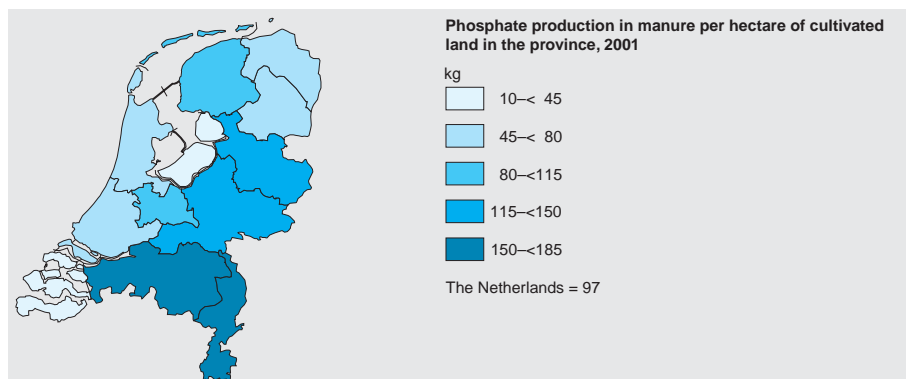 Phosphate production in manure per hectare of cultivated
land in the province, 2001
kg
10–< 45
45–< 80
80–<115
115–<150
150–<185
The Netherlands = 97